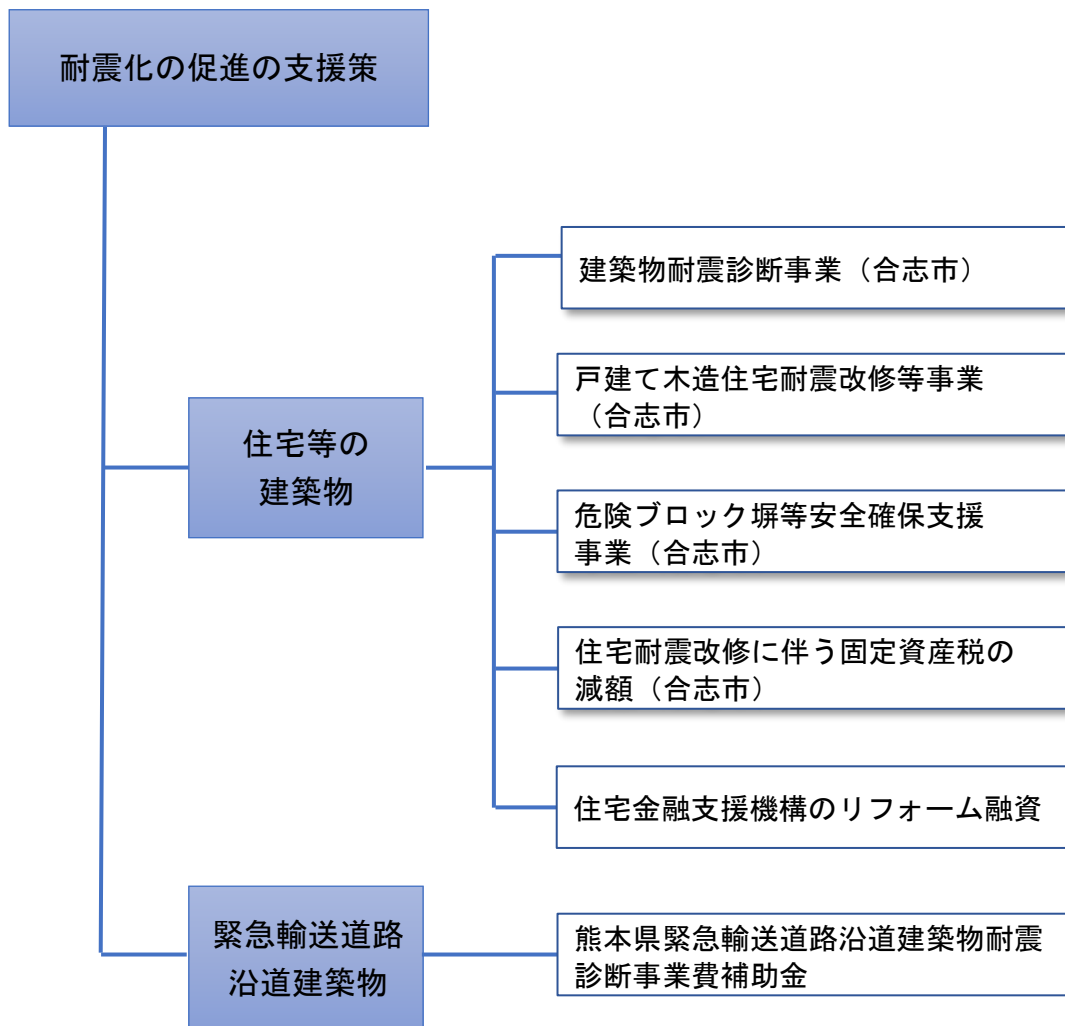 耐震化の促進の支援策
建築物耐震診断事業（合志市）
戸建て木造住宅耐震改修等事業
（合志市）
住宅等の
建築物
危険ブロック塀等安全確保支援
事業（合志市）
住宅耐震改修に伴う固定資産税の
減額（合志市）
住宅金融支援機構のリフォーム融資
緊急輸送道路
沿道建築物
熊本県緊急輸送道路沿道建築物耐震
診断事業費補助金